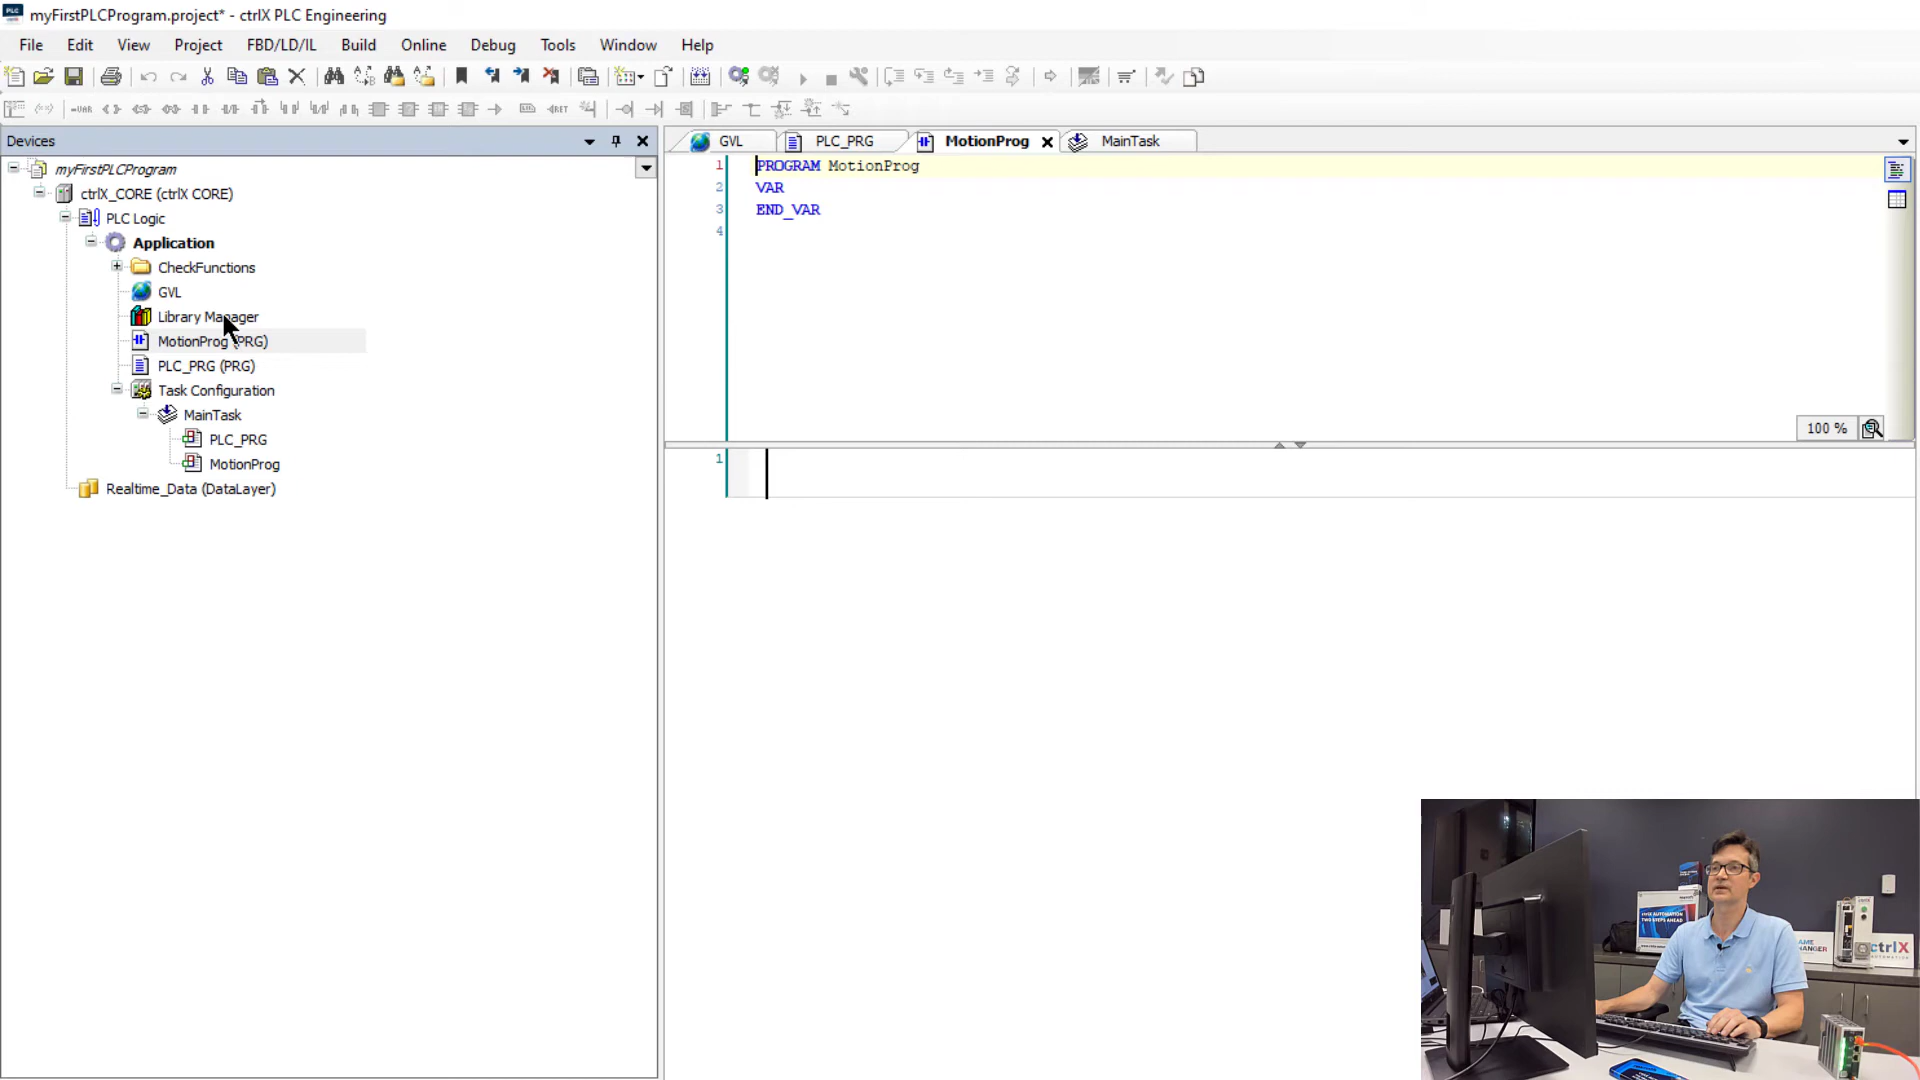 myFirstPLCProgram.project* - ctrlX PLC Engineering
File Edit View Project FBD/LD/IL Build Online Debug Tools Window Help
Devices
myFirstPLCProgram
ctrlX_CORE (ctrlX CORE)
PLC Logic
Application
CheckFunctions
GVL
Library Manager
MotionProg (PRG)
PLC_PRG (PRG)
Task Configuration
MainTask
PLC_PRG
MotionProg
Realtime_Data (DataLayer)
GVL PLC_PRG MotionProg MainTask
1 PROGRAM MotionProg
2 VAR
3 END_VAR
4
100 %
1
ctrlX
AUTOMATION